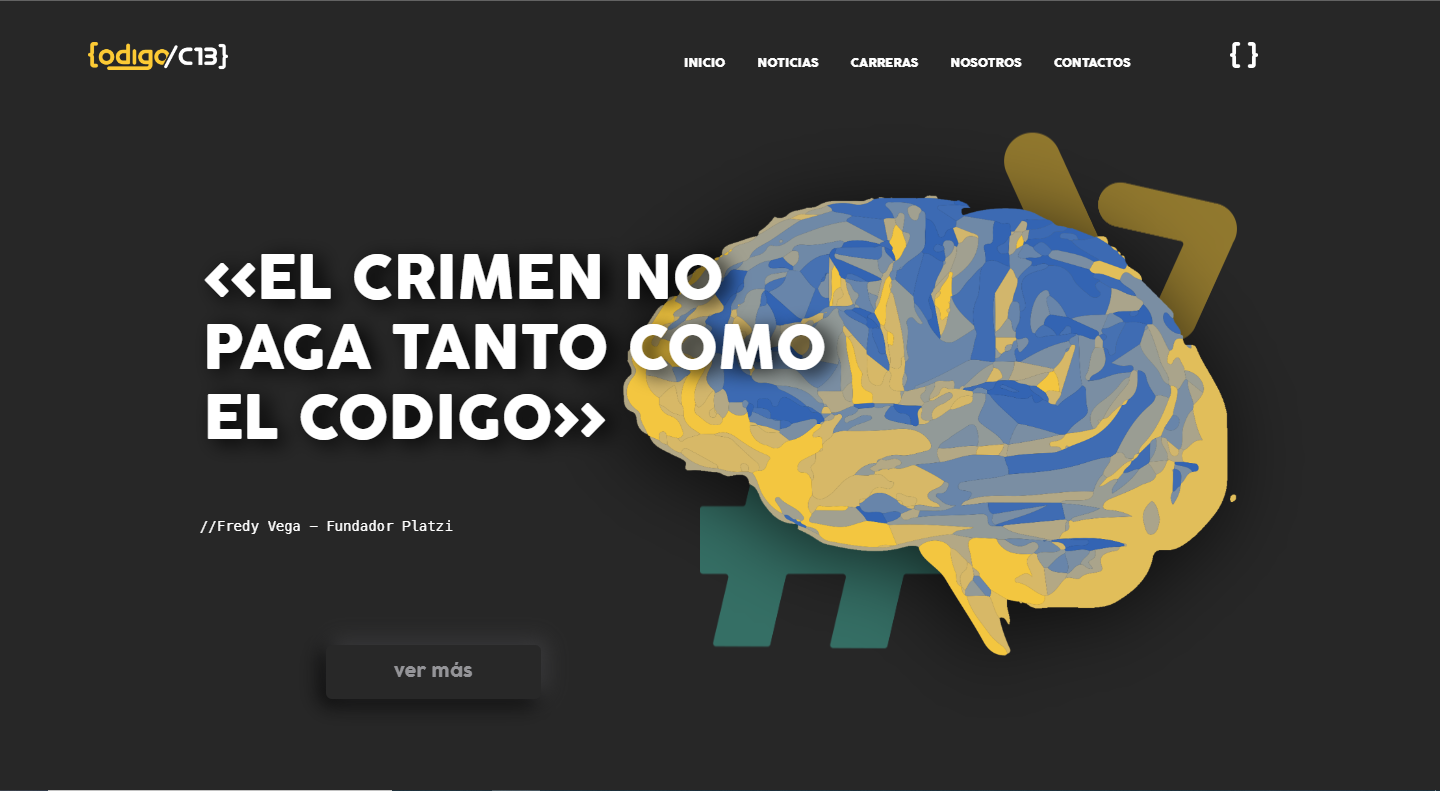 {odigo/C13}
INICIO NOTICIAS CARRERAS NOSOTROS CONTACTOS { }
«EL CRIMEN NO
PAGA TANTO COMO
EL CODIGO»
//Fredy Vega – Fundador Platzi
ver más